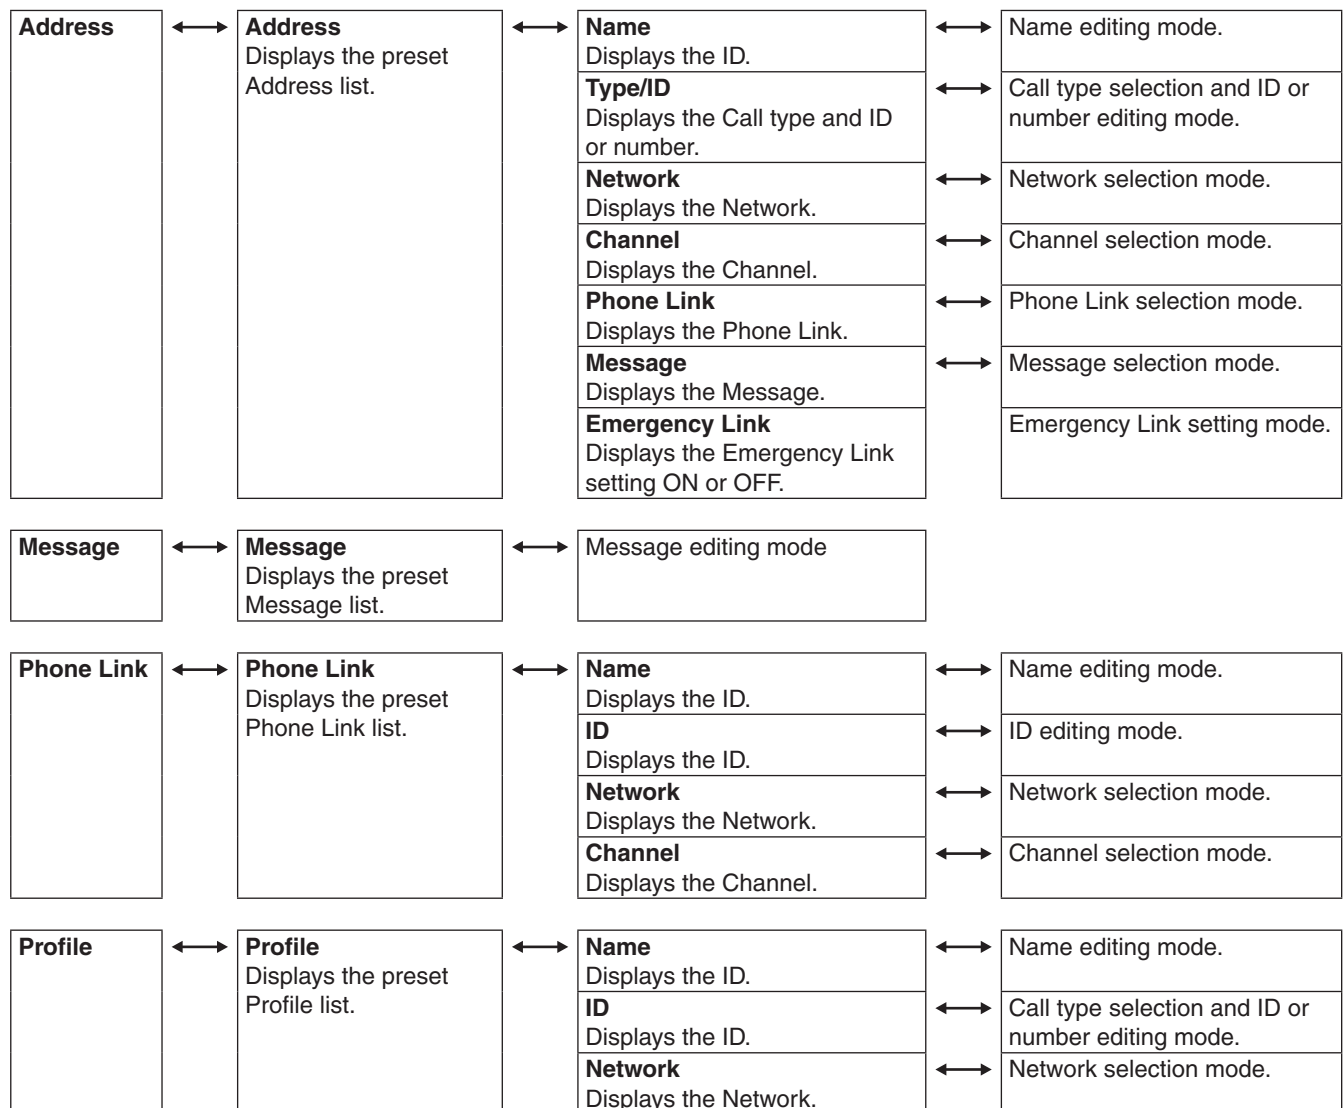 Address
Address
Displays the preset
Address list.
Name
Displays the ID.
Name editing mode.
Type/ID
Displays the Call type and ID
or number.
Call type selection and ID or
number editing mode.
Network
Displays the Network.
Network selection mode.
Channel
Displays the Channel.
Channel selection mode.
Phone Link
Displays the Phone Link.
Phone Link selection mode.
Message
Displays the Message.
Message selection mode.
Emergency Link
Displays the Emergency Link
setting ON or OFF.
Emergency Link setting mode.
Message
Message
Displays the preset
Message list.
Message editing mode
Phone Link
Phone Link
Displays the preset
Phone Link list.
Name
Displays the ID.
Name editing mode.
ID
Displays the ID.
ID editing mode.
Network
Displays the Network.
Network selection mode.
Channel
Displays the Channel.
Channel selection mode.
Profile
Profile
Displays the preset
Profile list.
Name
Displays the ID.
Name editing mode.
ID
Displays the ID.
Call type selection and ID or
number editing mode.
Network
Displays the Network.
Network selection mode.